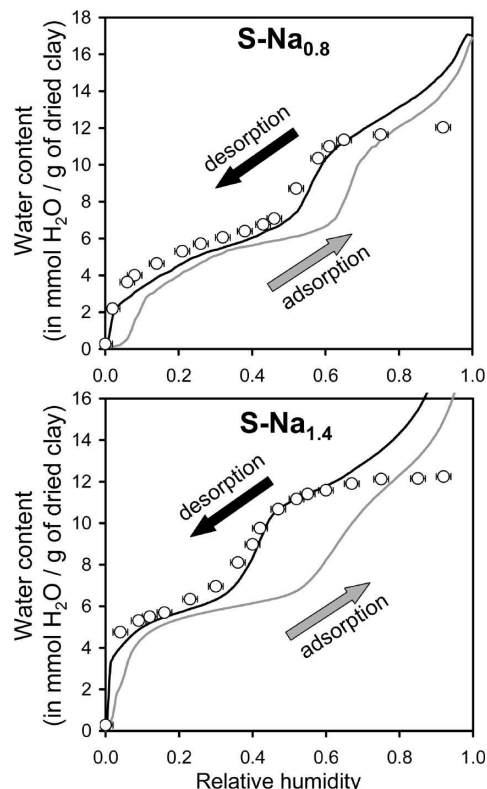 S-Na₀.₈
Water content
(in mmol H₂O / g of dried clay)
18
16
14
12
10
8
6
4
2
0
desorption
adsorption
0.0 0.2 0.4 0.6 0.8 1.0
S-Na₁.₄
Water content
(in mmol H₂O / g of dried clay)
16
14
12
10
8
6
4
2
0
desorption
adsorption
0.0 0.2 0.4 0.6 0.8 1.0
Relative humidity